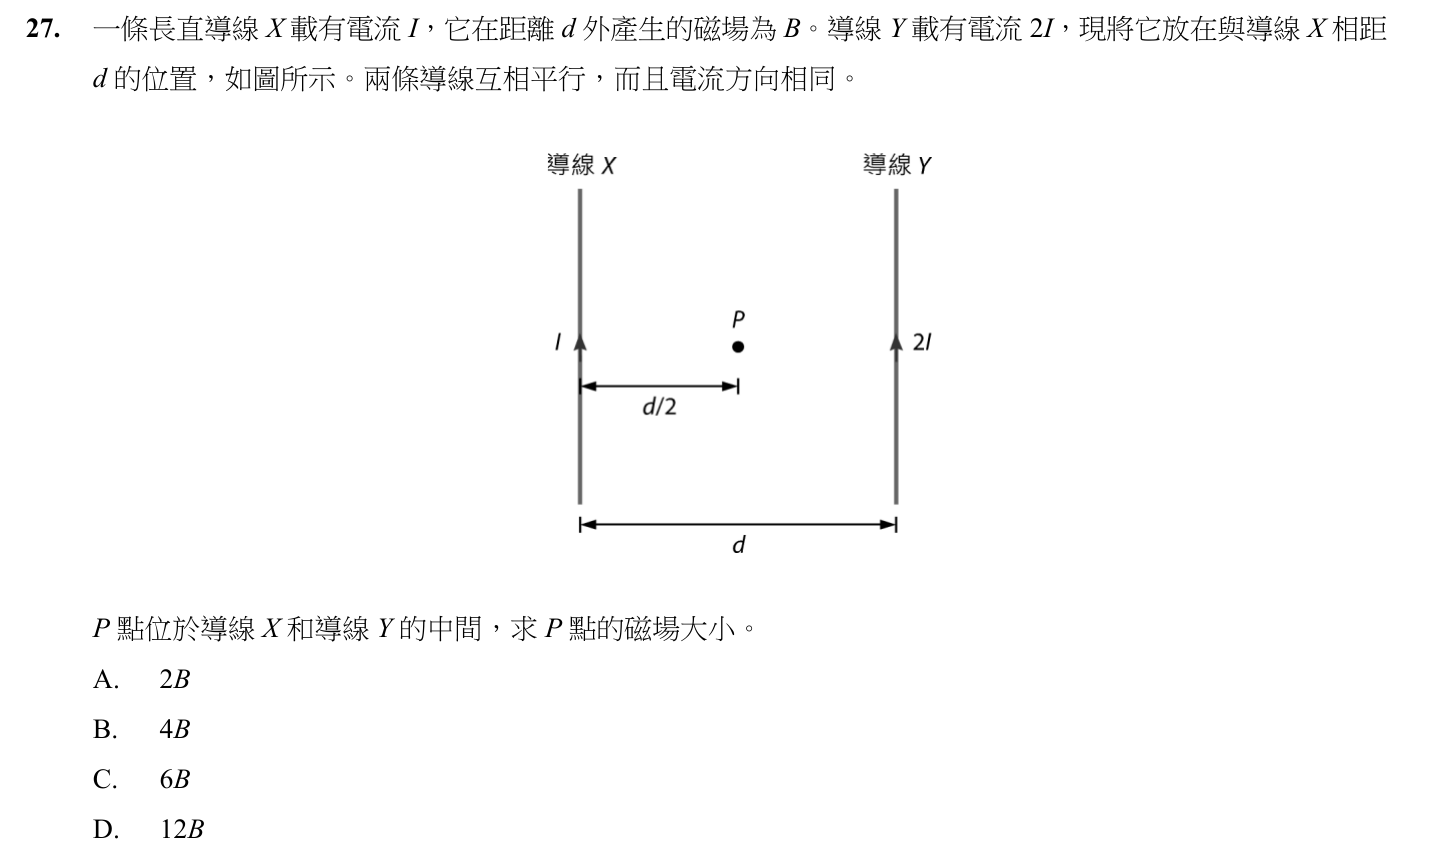 27. 一條長直導線 X 載有電流 I，它在距離 d 外產生的磁場為 B。導線 Y 載有電流 2I，現將它放在與導線 X 相距
d 的位置，如圖所示。兩條導線互相平行，而且電流方向相同。
導線 X 導線 Y
P
I 2I
d/2
d
P 點位於導線 X 和導線 Y 的中間，求 P 點的磁場大小。
A. 2B
B. 4B
C. 6B
D. 12B